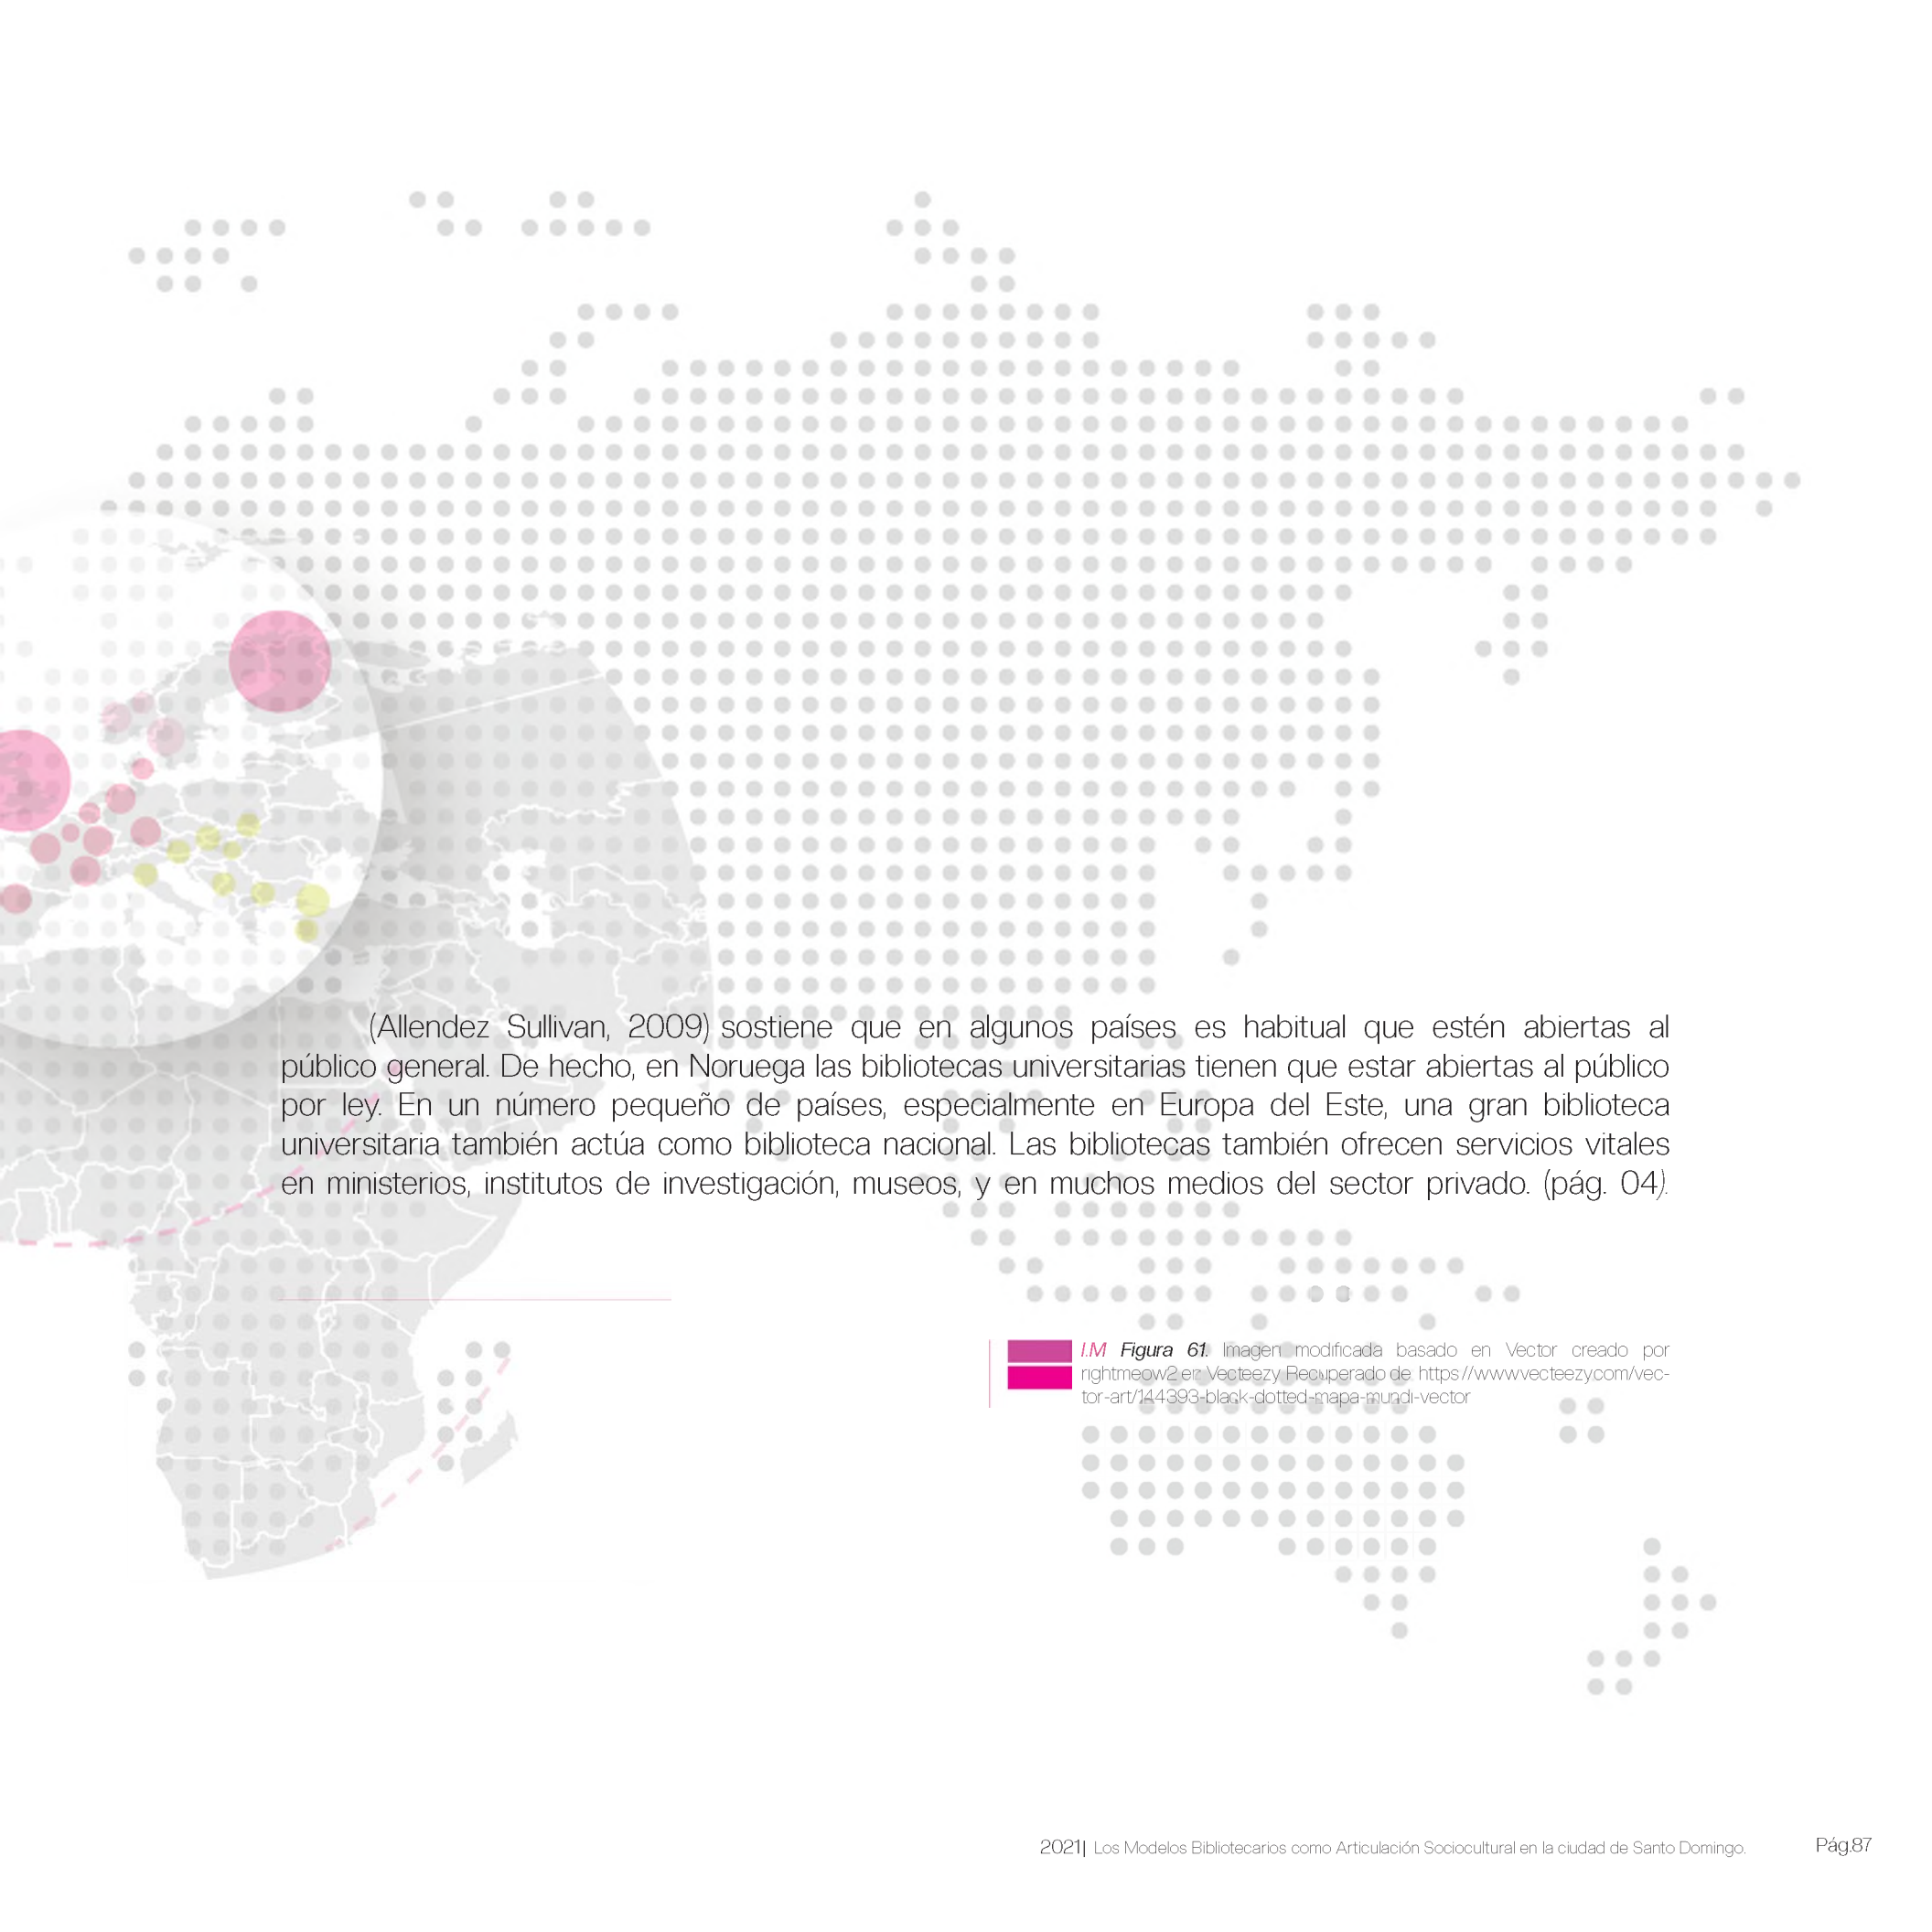 (Allendez Sullivan, 2009) sostiene que en algunos países es habitual que estén abiertas al
público general. De hecho, en Noruega las bibliotecas universitarias tienen que estar abiertas al público
por ley. En un número pequeño de países, especialmente en Europa del Este, una gran biblioteca
universitaria también actúa como biblioteca nacional. Las bibliotecas también ofrecen servicios vitales
en ministerios, institutos de investigación, museos, y en muchos medios del sector privado. (pág. 04).
I.M Figura 61. Imagen modificada basado en Vector creado por
rightmeow2 en: Vecteezy. Recuperado de: https://www.vecteezy.com/vec-
tor-art/144393-black-dotted-mapa-mundi-vector
2021| Los Modelos Bibliotecarios como Articulación Sociocultural en la ciudad de Santo Domingo.
Pág.87